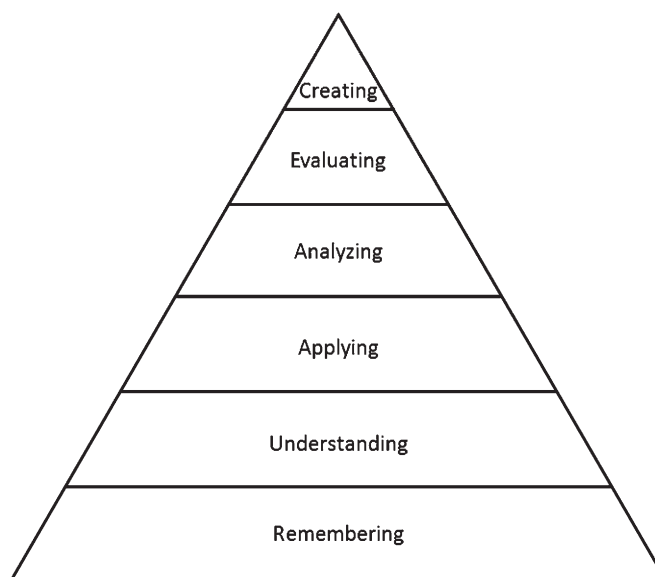 Creating
Evaluating
Analyzing
Applying
Understanding
Remembering